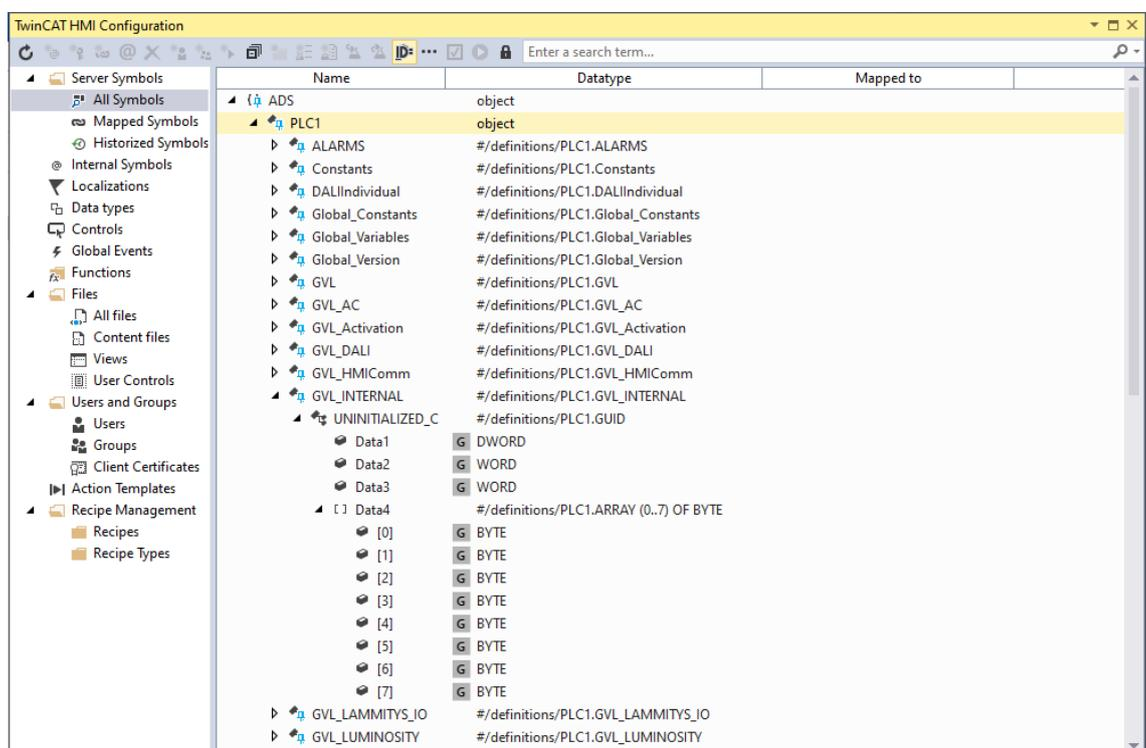 TwinCAT HMI Configuration
Enter a search term...
Server Symbols
All Symbols
Mapped Symbols
Historized Symbols
@ Internal Symbols
Localizations
Data types
Controls
Global Events
Functions
Files
All files
Content files
Views
User Controls
Users and Groups
Users
Groups
Client Certificates
Action Templates
Recipe Management
Recipes
Recipe Types
Name Datatype Mapped to
ADS object
PLC1 object
ALARMS #/definitions/PLC1.ALARMS
Constants #/definitions/PLC1.Constants
DALIIndividual #/definitions/PLC1.DALIIndividual
Global_Constants #/definitions/PLC1.Global_Constants
Global_Variables #/definitions/PLC1.Global_Variables
Global_Version #/definitions/PLC1.Global_Version
GVL #/definitions/PLC1.GVL
GVL_AC #/definitions/PLC1.GVL_AC
GVL_Activation #/definitions/PLC1.GVL_Activation
GVL_DALI #/definitions/PLC1.GVL_DALI
GVL_HMIComm #/definitions/PLC1.GVL_HMIComm
GVL_INTERNAL #/definitions/PLC1.GVL_INTERNAL
UNINITIALIZED_C #/definitions/PLC1.GUID
Data1 G DWORD
Data2 G WORD
Data3 G WORD
[] Data4 #/definitions/PLC1.ARRAY (0..7) OF BYTE
[0] G BYTE
[1] G BYTE
[2] G BYTE
[3] G BYTE
[4] G BYTE
[5] G BYTE
[6] G BYTE
[7] G BYTE
GVL_LAMMITYS_IO #/definitions/PLC1.GVL_LAMMITYS_IO
GVL_LUMINOSITY #/definitions/PLC1.GVL_LUMINOSITY